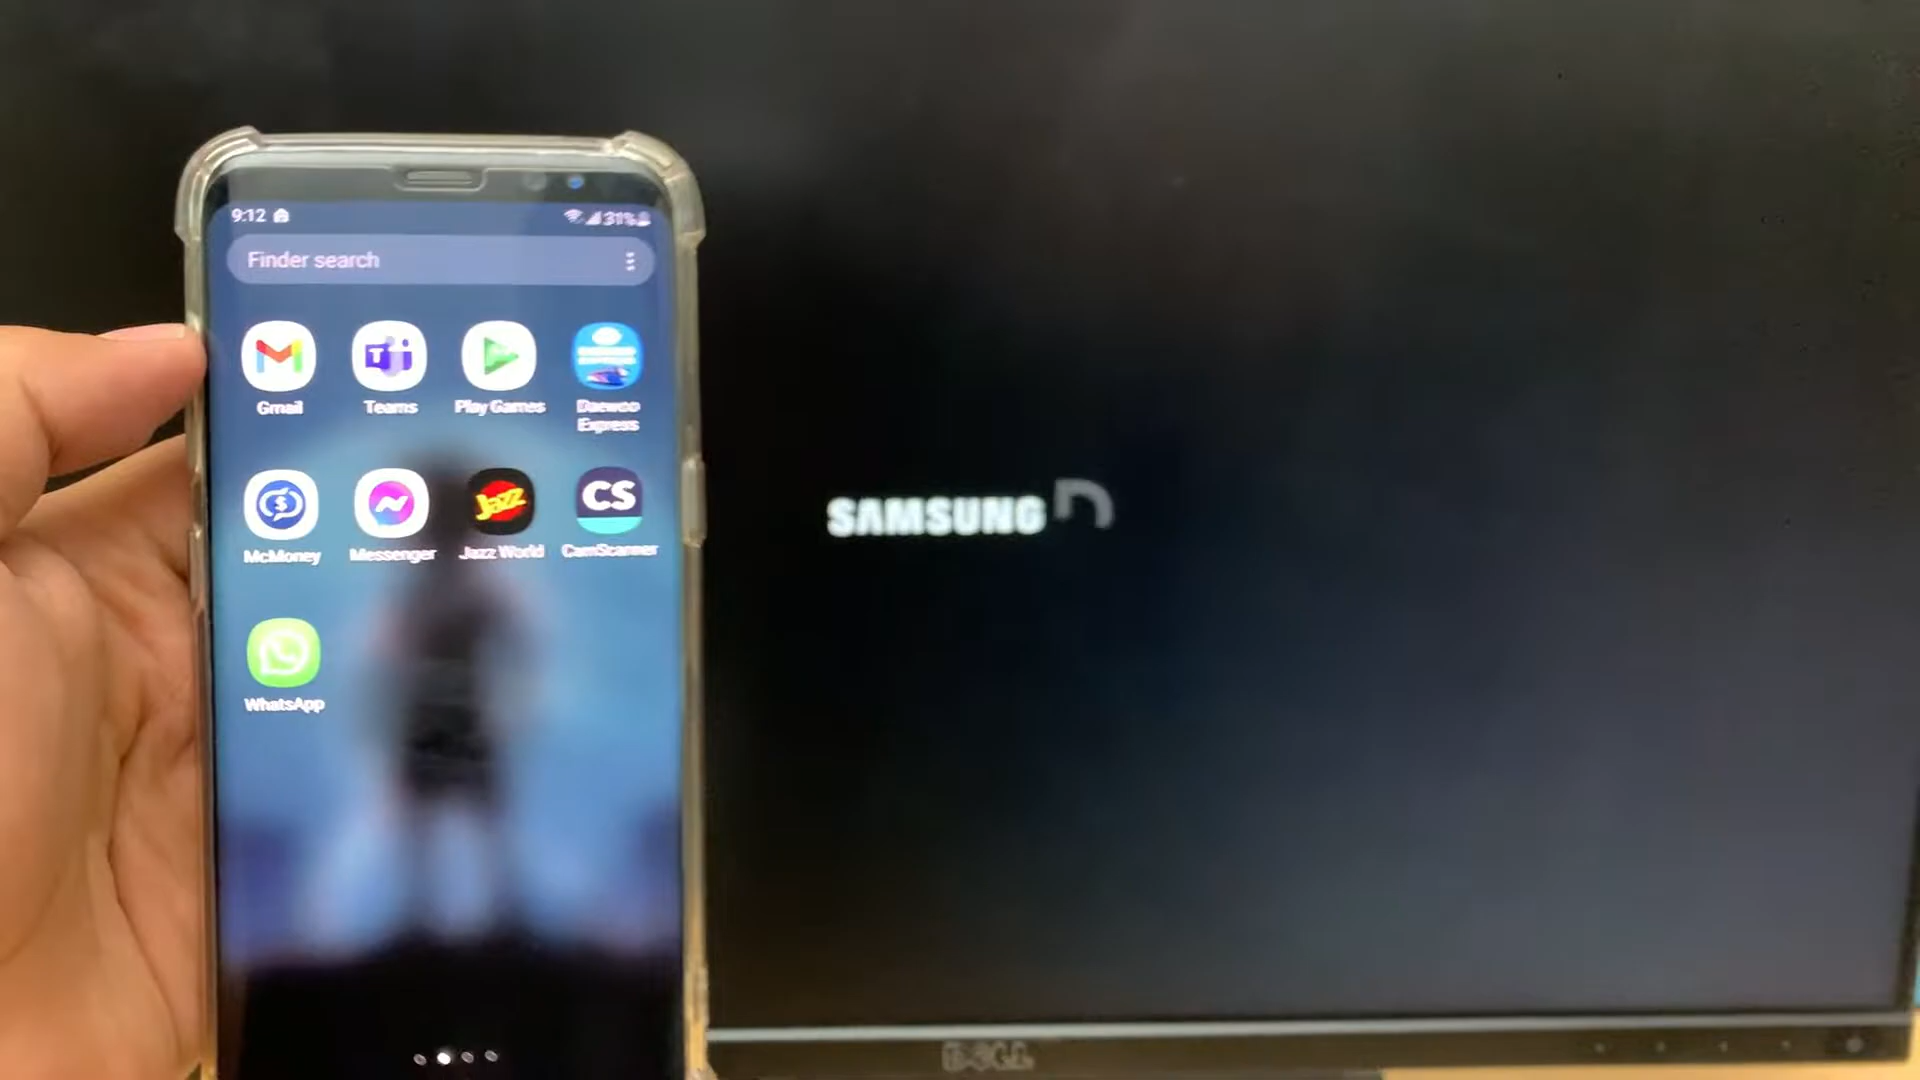 9:12
31%
Finder search
Gmail
Teams
Play Games
Daewoo
Express
McMoney
Messenger
Jazz
Jazz World
CS
CamScanner
WhatsApp
SAMSUNG D
DELL